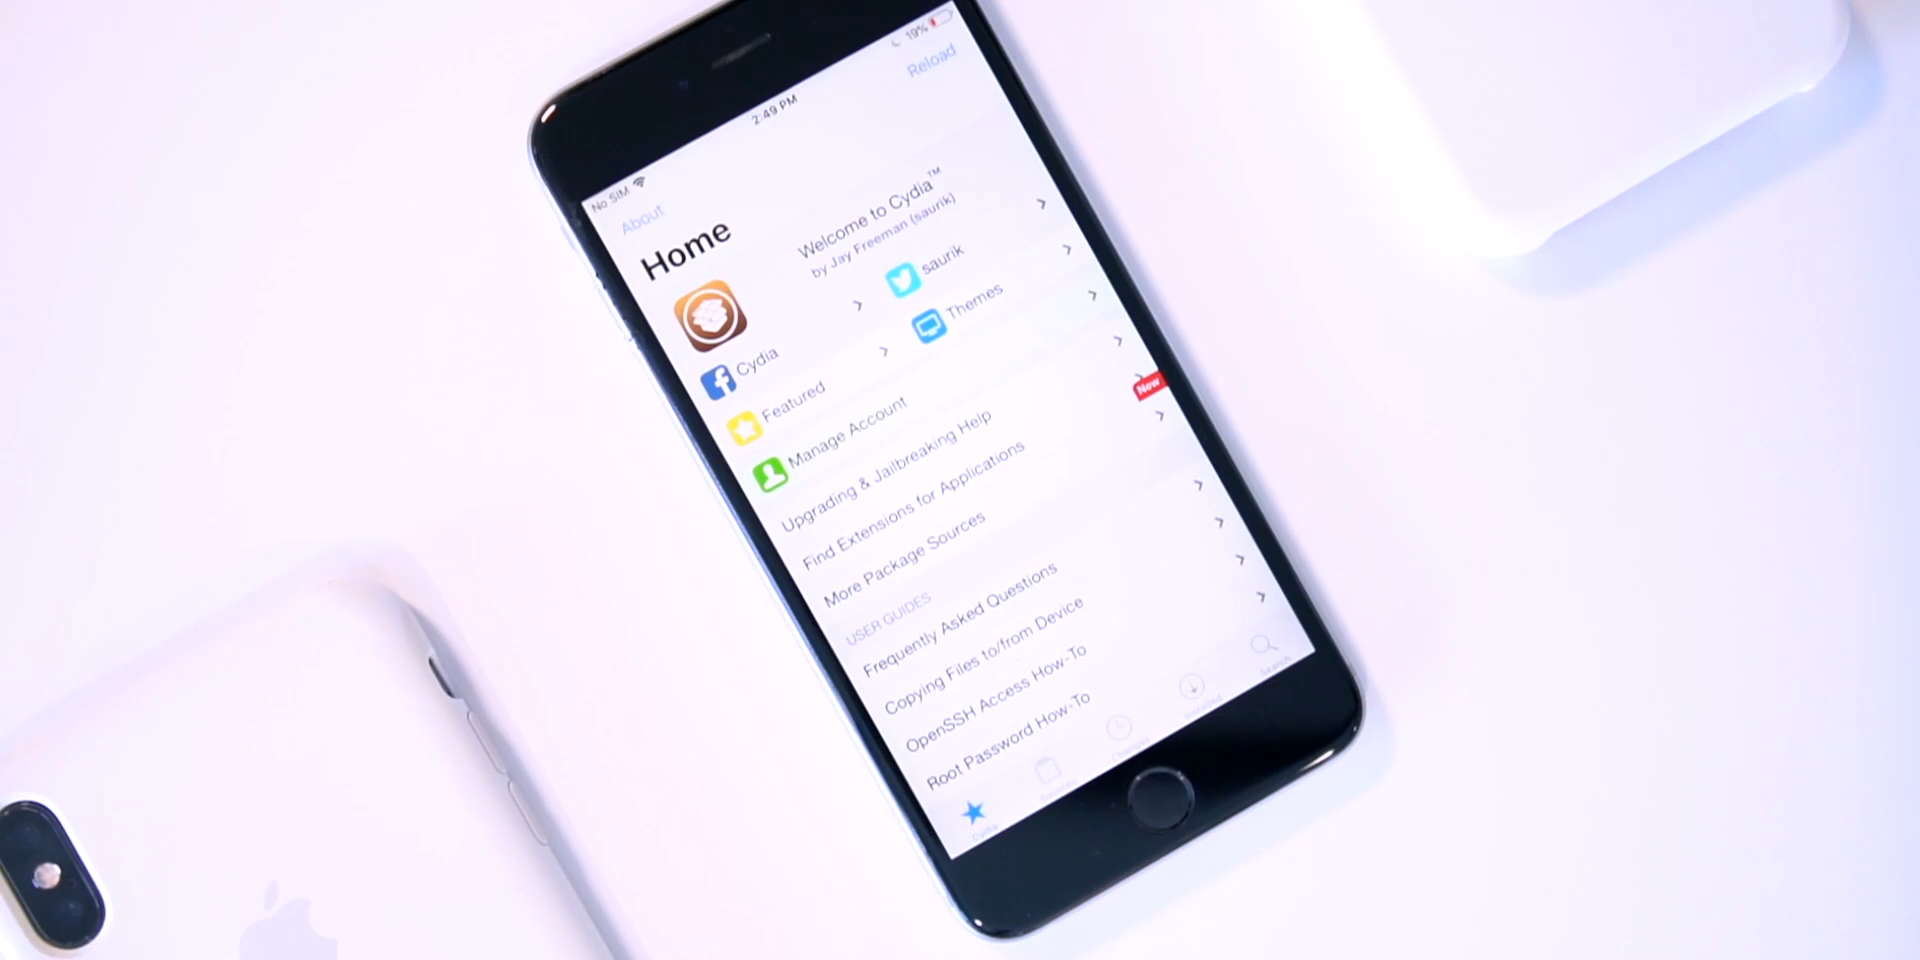 No SIM
2:49 PM
19%
About
Reload
Home
Welcome to Cydia™
by Jay Freeman (saurik)
Cydia
saurik
Featured
Themes
Manage Account
Upgrading & Jailbreaking Help
New
Find Extensions for Applications
More Package Sources
USER GUIDES
Frequently Asked Questions
Copying Files to/from Device
OpenSSH Access How-To
Root Password How-To
Cydia
Search